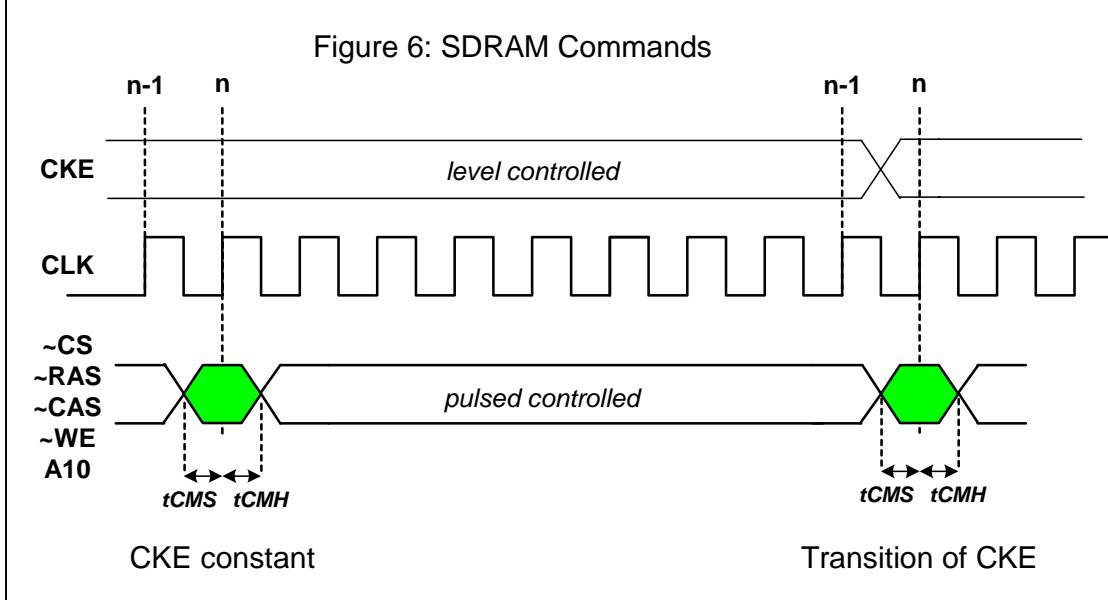 Figure 6: SDRAM Commands
n-1 n n-1 n
CKE level controlled
CLK
~CS
~RAS
~CAS
~WE
A10
pulsed controlled
tCMS tCMH tCMS tCMH
CKE constant Transition of CKE